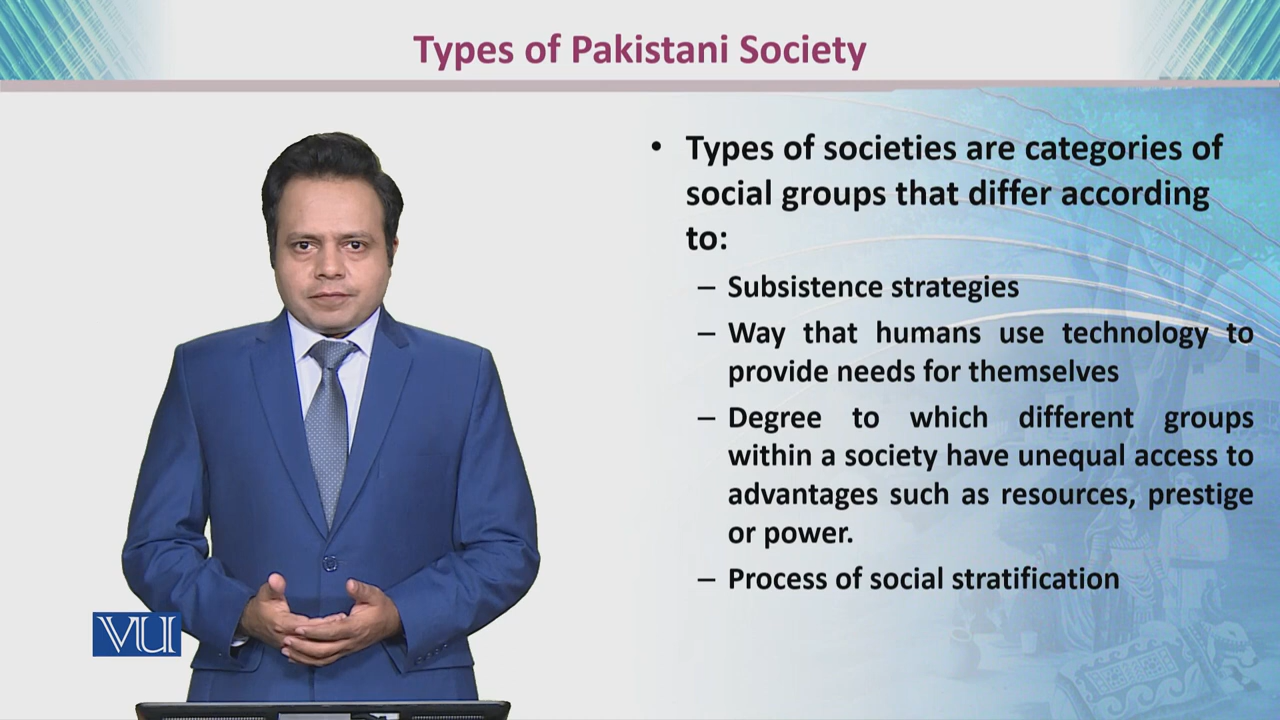 Types of Pakistani Society
• Types of societies are categories of
social groups that differ according
to:
– Subsistence strategies
– Way that humans use technology to
provide needs for themselves
– Degree to which different groups
within a society have unequal access to
advantages such as resources, prestige
or power.
– Process of social stratification
VU